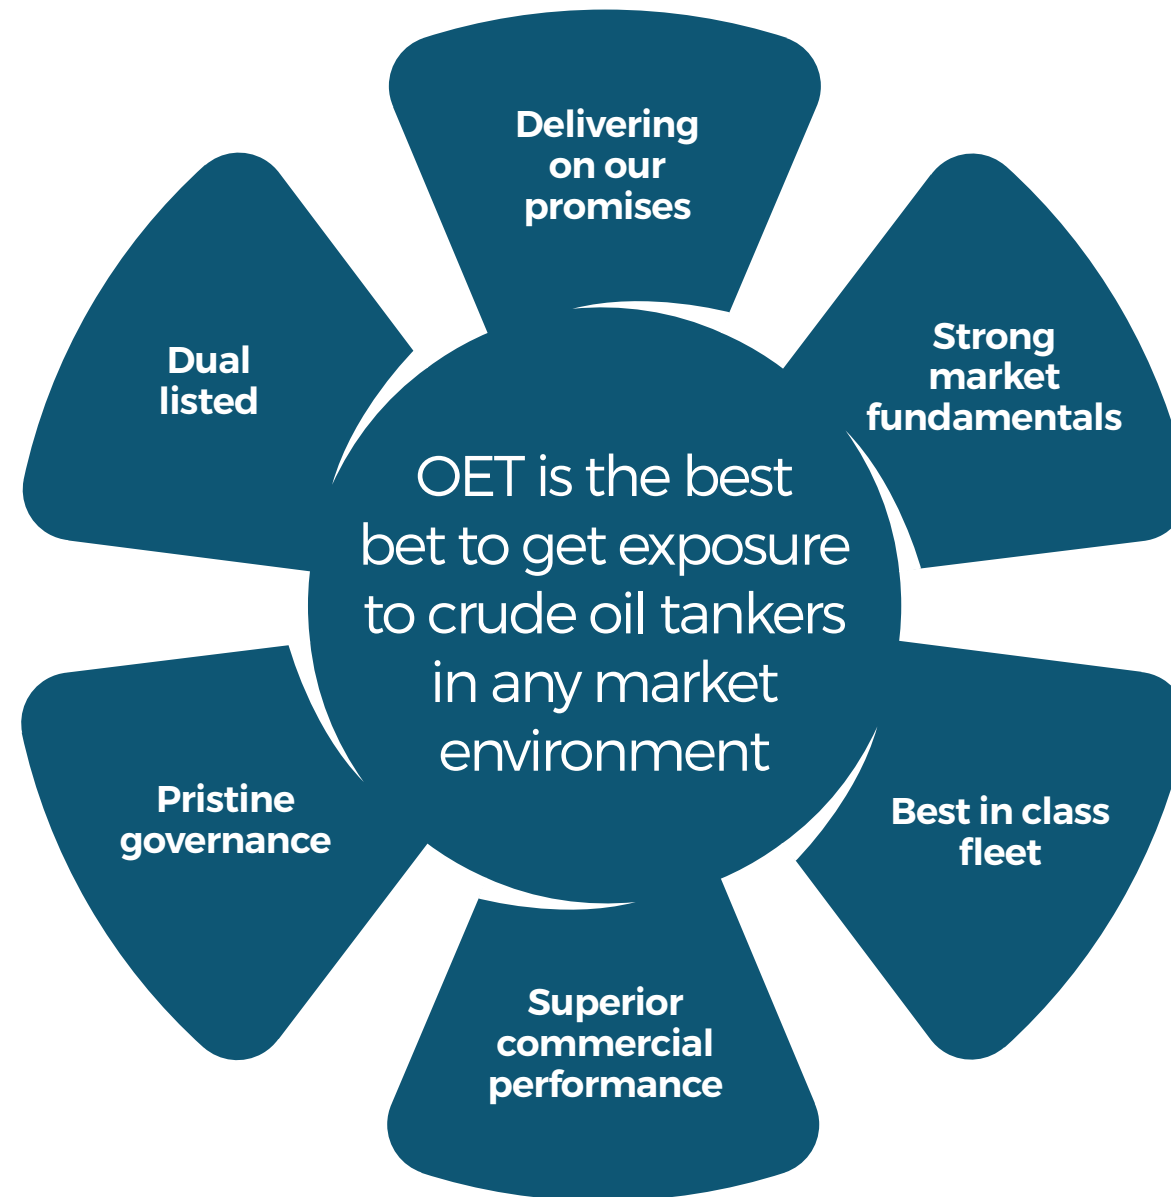 Delivering
on our
promises
Strong
market
fundamentals
Best in class
fleet
Superior
commercial
performance
Pristine
governance
Dual
listed
OET is the best
bet to get exposure
to crude oil tankers
in any market
environment